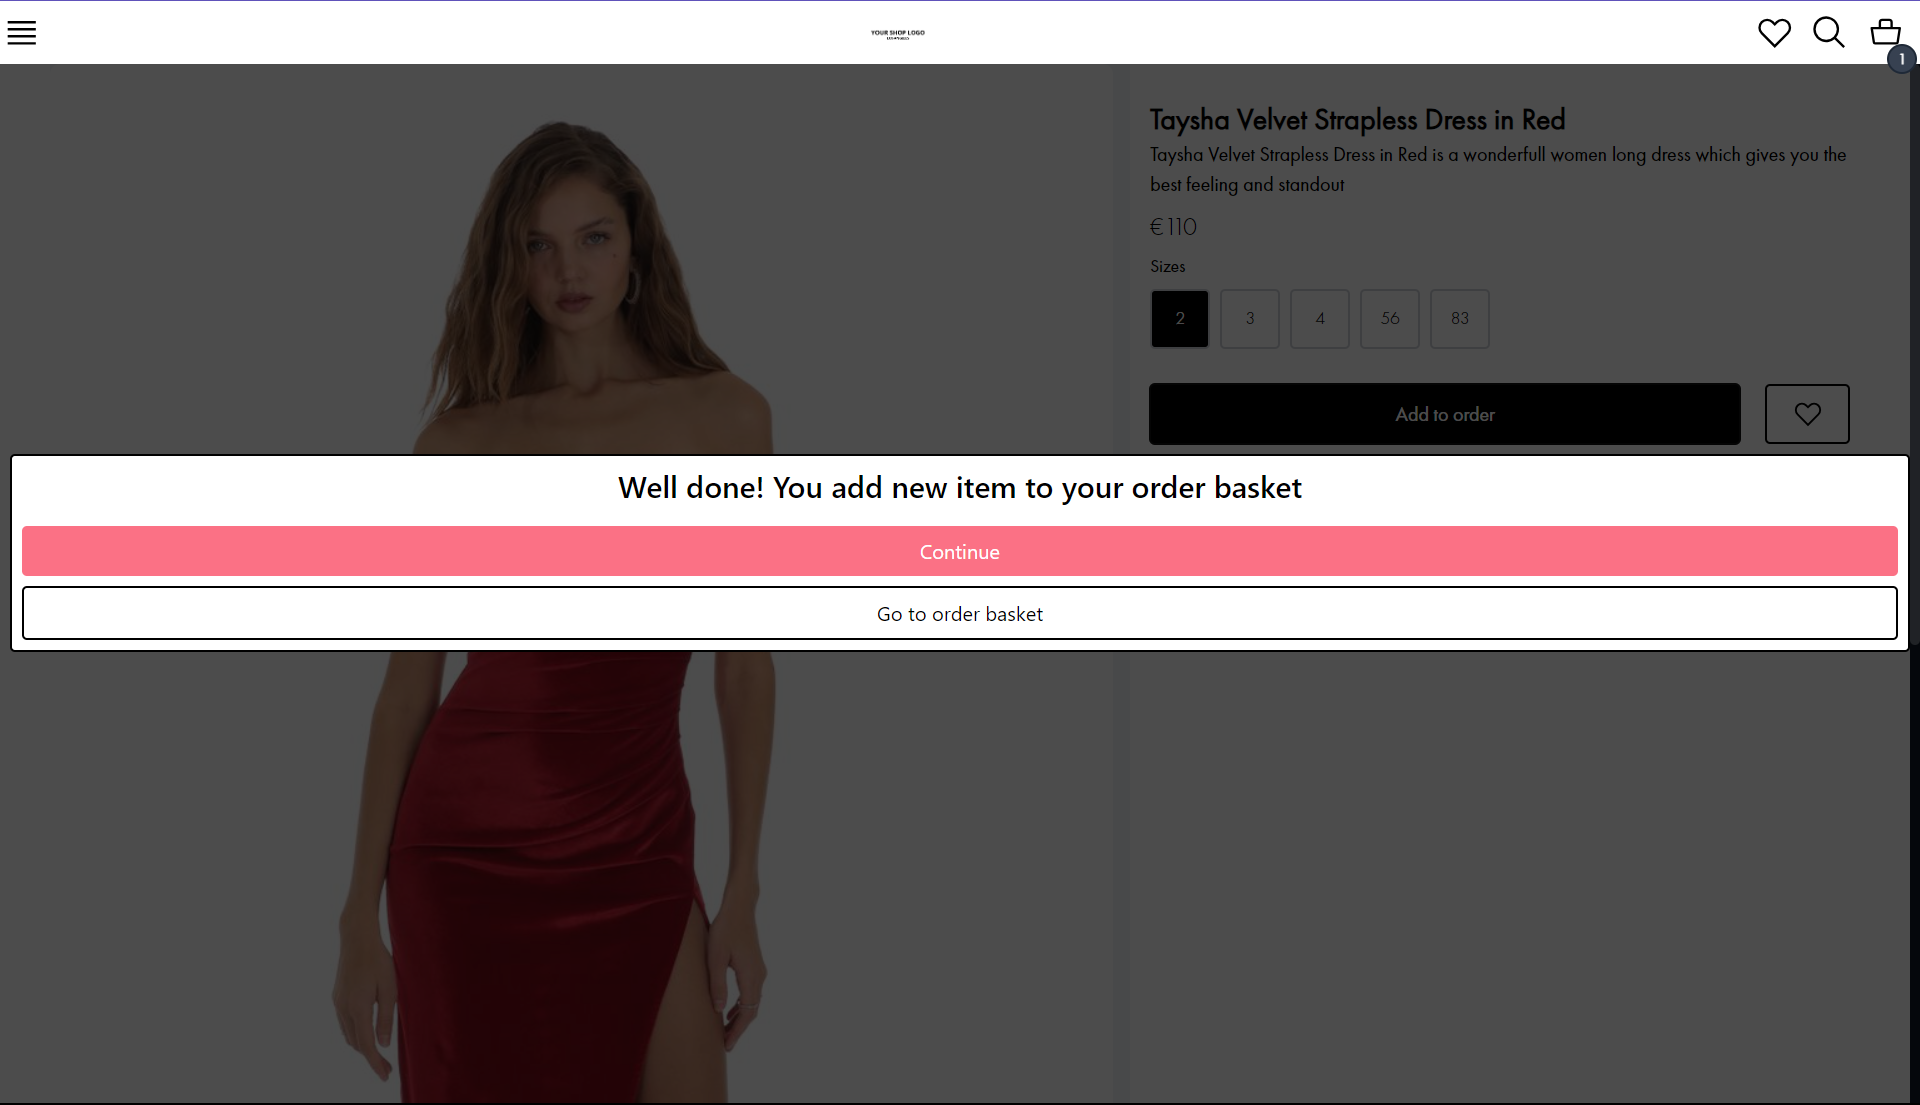 YOUR SHOP LOGO
1
Taysha Velvet Strapless Dress in Red
Taysha Velvet Strapless Dress in Red is a wonderfull women long dress which gives you the
best feeling and standout
€110
Sizes
2 3 4 56 83
Add to order
Well done! You add new item to your order basket
Continue
Go to order basket